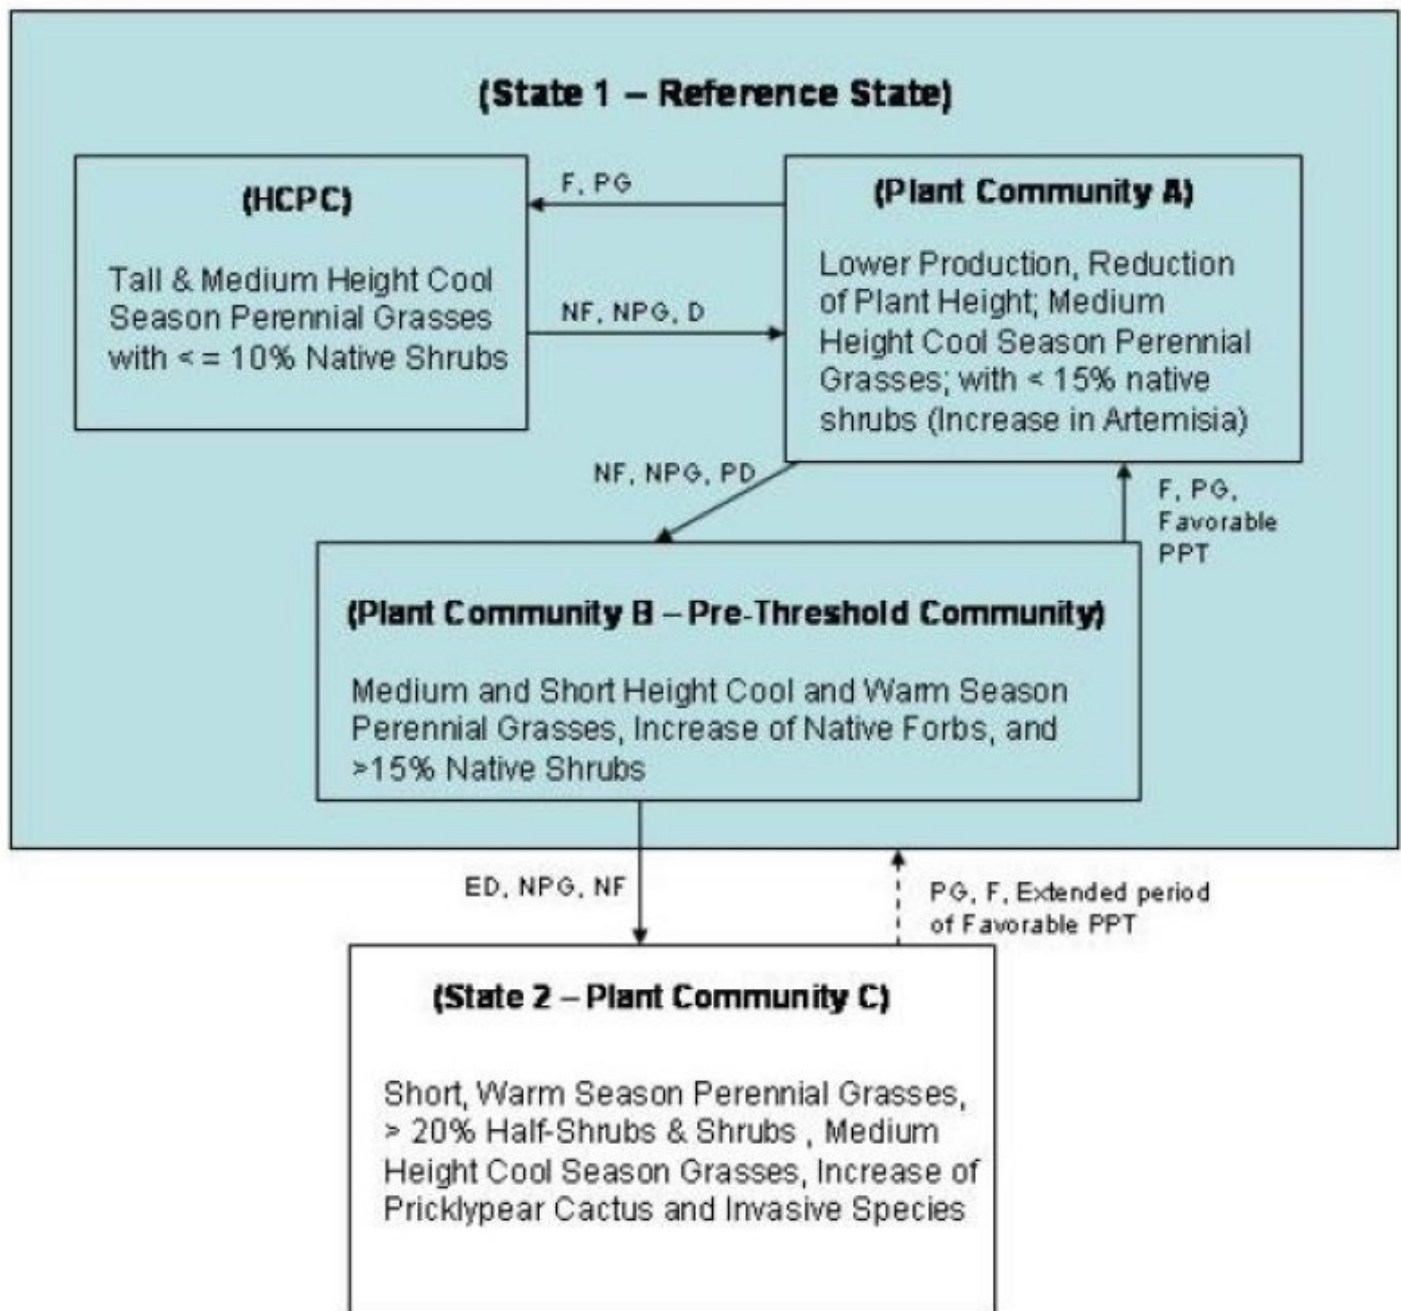 (State 1 – Reference State)
(HCPC)
Tall & Medium Height Cool
Season Perennial Grasses
with < = 10% Native Shrubs
F, PG
NF, NPG, D
(Plant Community A)
Lower Production, Reduction
of Plant Height; Medium
Height Cool Season Perennial
Grasses; with < 15% native
shrubs (Increase in Artemisia)
NF, NPG, PD
F, PG,
Favorable
PPT
(Plant Community B – Pre-Threshold Community)
Medium and Short Height Cool and Warm Season
Perennial Grasses, Increase of Native Forbs, and
>15% Native Shrubs
ED, NPG, NF
PG, F, Extended period
of Favorable PPT
(State 2 – Plant Community C)
Short, Warm Season Perennial Grasses,
> 20% Half-Shrubs & Shrubs , Medium
Height Cool Season Grasses, Increase of
Pricklypear Cactus and Invasive Species